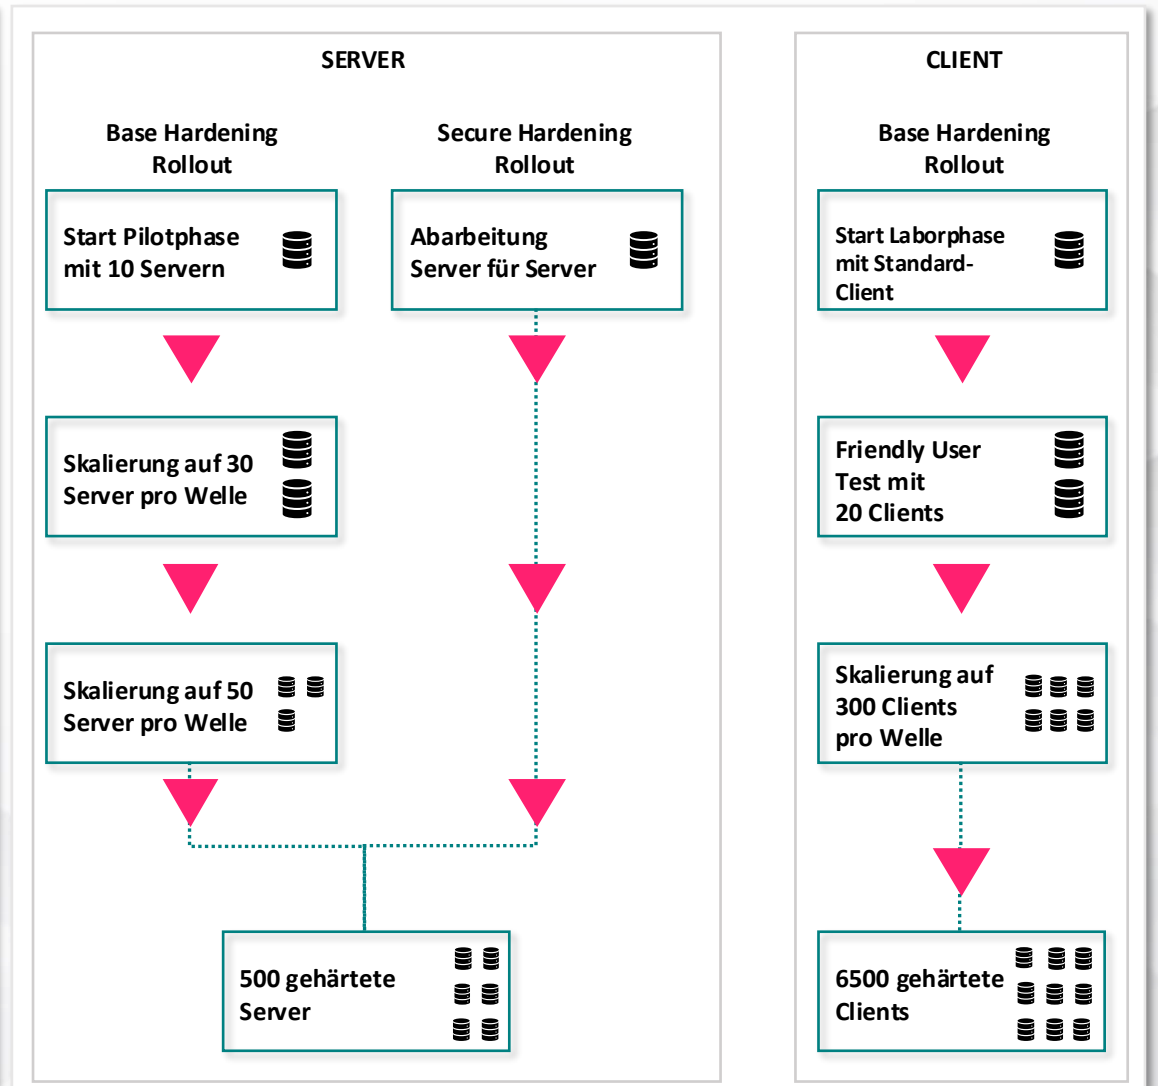 SERVER
Base Hardening
Rollout
Start Pilotphase
mit 10 Servern
Skalierung auf 30
Server pro Welle
Skalierung auf 50
Server pro Welle
Secure Hardening
Rollout
Abarbeitung
Server für Server
500 gehärtete
Server
CLIENT
Base Hardening
Rollout
Start Laborphase
mit Standard-
Client
Friendly User
Test mit
20 Clients
Skalierung auf
300 Clients
pro Welle
6500 gehärtete
Clients